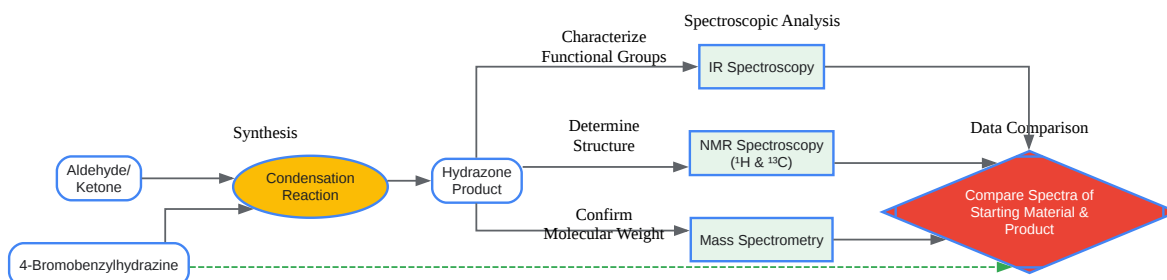 Spectroscopic Analysis
Characterize
Functional Groups
IR Spectroscopy
Synthesis
Determine
Structure
NMR Spectroscopy
(¹H & ¹³C)
Data Comparison
Aldehyde/
Ketone
Condensation
Reaction
Hydrazone
Product
Confirm
Molecular Weight
Mass Spectrometry
Compare Spectra of
Starting Material &
Product
4-Bromobenzylhydrazine